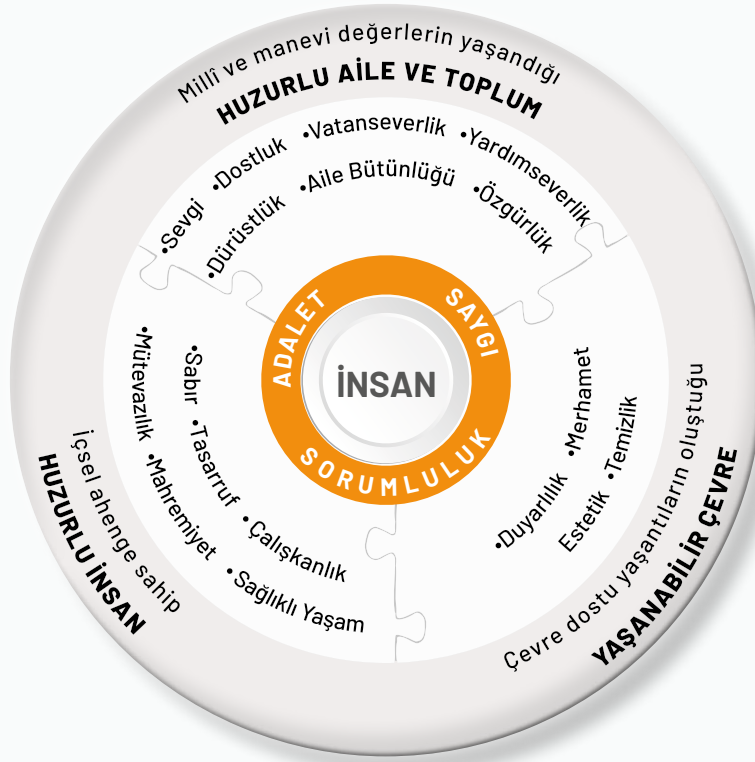 Millî ve manevi değerlerin yaşandığı
HUZURLU AİLE VE TOPLUM
•Sevgi •Dostluk •Vatanseverlik •Yardımseverlik
•Dürüstlük •Aile Bütünlüğü •Özgürlük
ADALET
SAYGI
SORUMLULUK
İNSAN
•Mütevazılık •Mahremiyet •Sağlıklı Yaşam
•Sabır •Tasarruf •Çalışkanlık
İçsel ahenge sahip
HUZURLU İNSAN
•Duyarlılık •Merhamet
Estetik •Temizlik
Çevre dostu yaşantıların oluştuğu
YAŞANABİLİR ÇEVRE